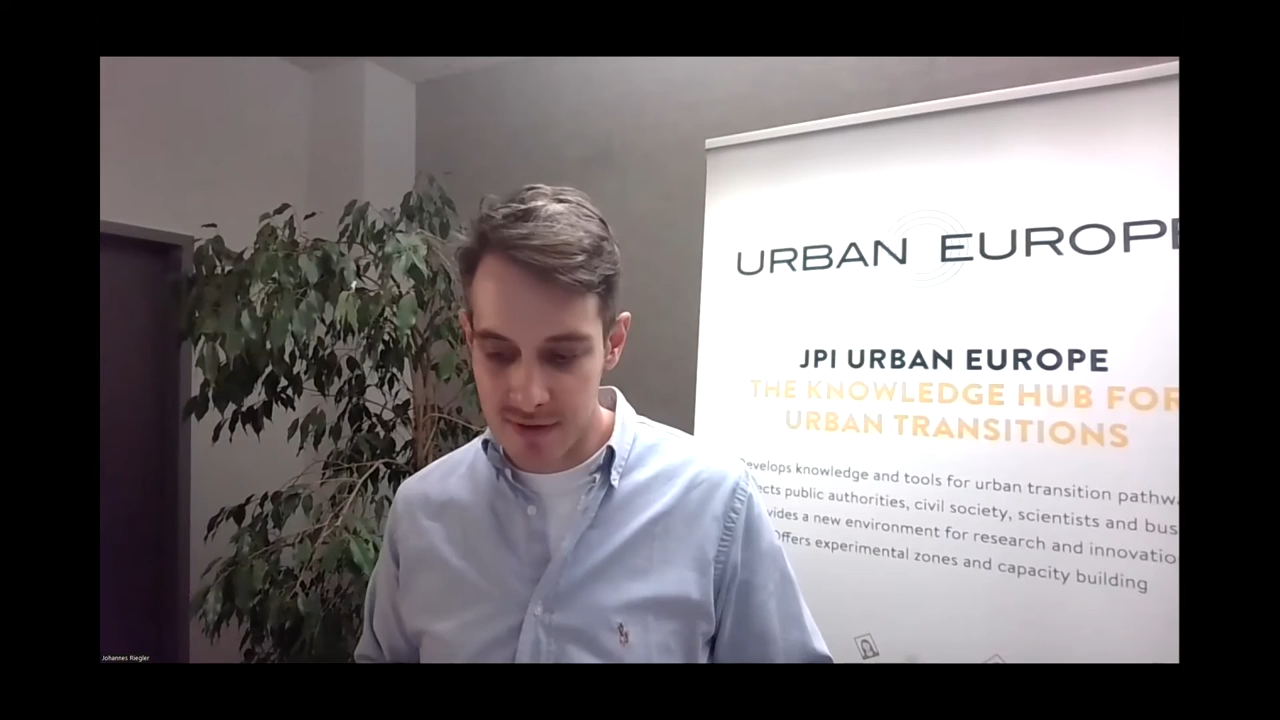 URBAN EUROPE
JPI URBAN EUROPE
THE KNOWLEDGE HUB FOR
URBAN TRANSITIONS
evelops knowledge and tools for urban transition pathw
ects public authorities, civil society, scientists and bus
vides a new environment for research and innovatio
Offers experimental zones and capacity building
Johannes Riegler